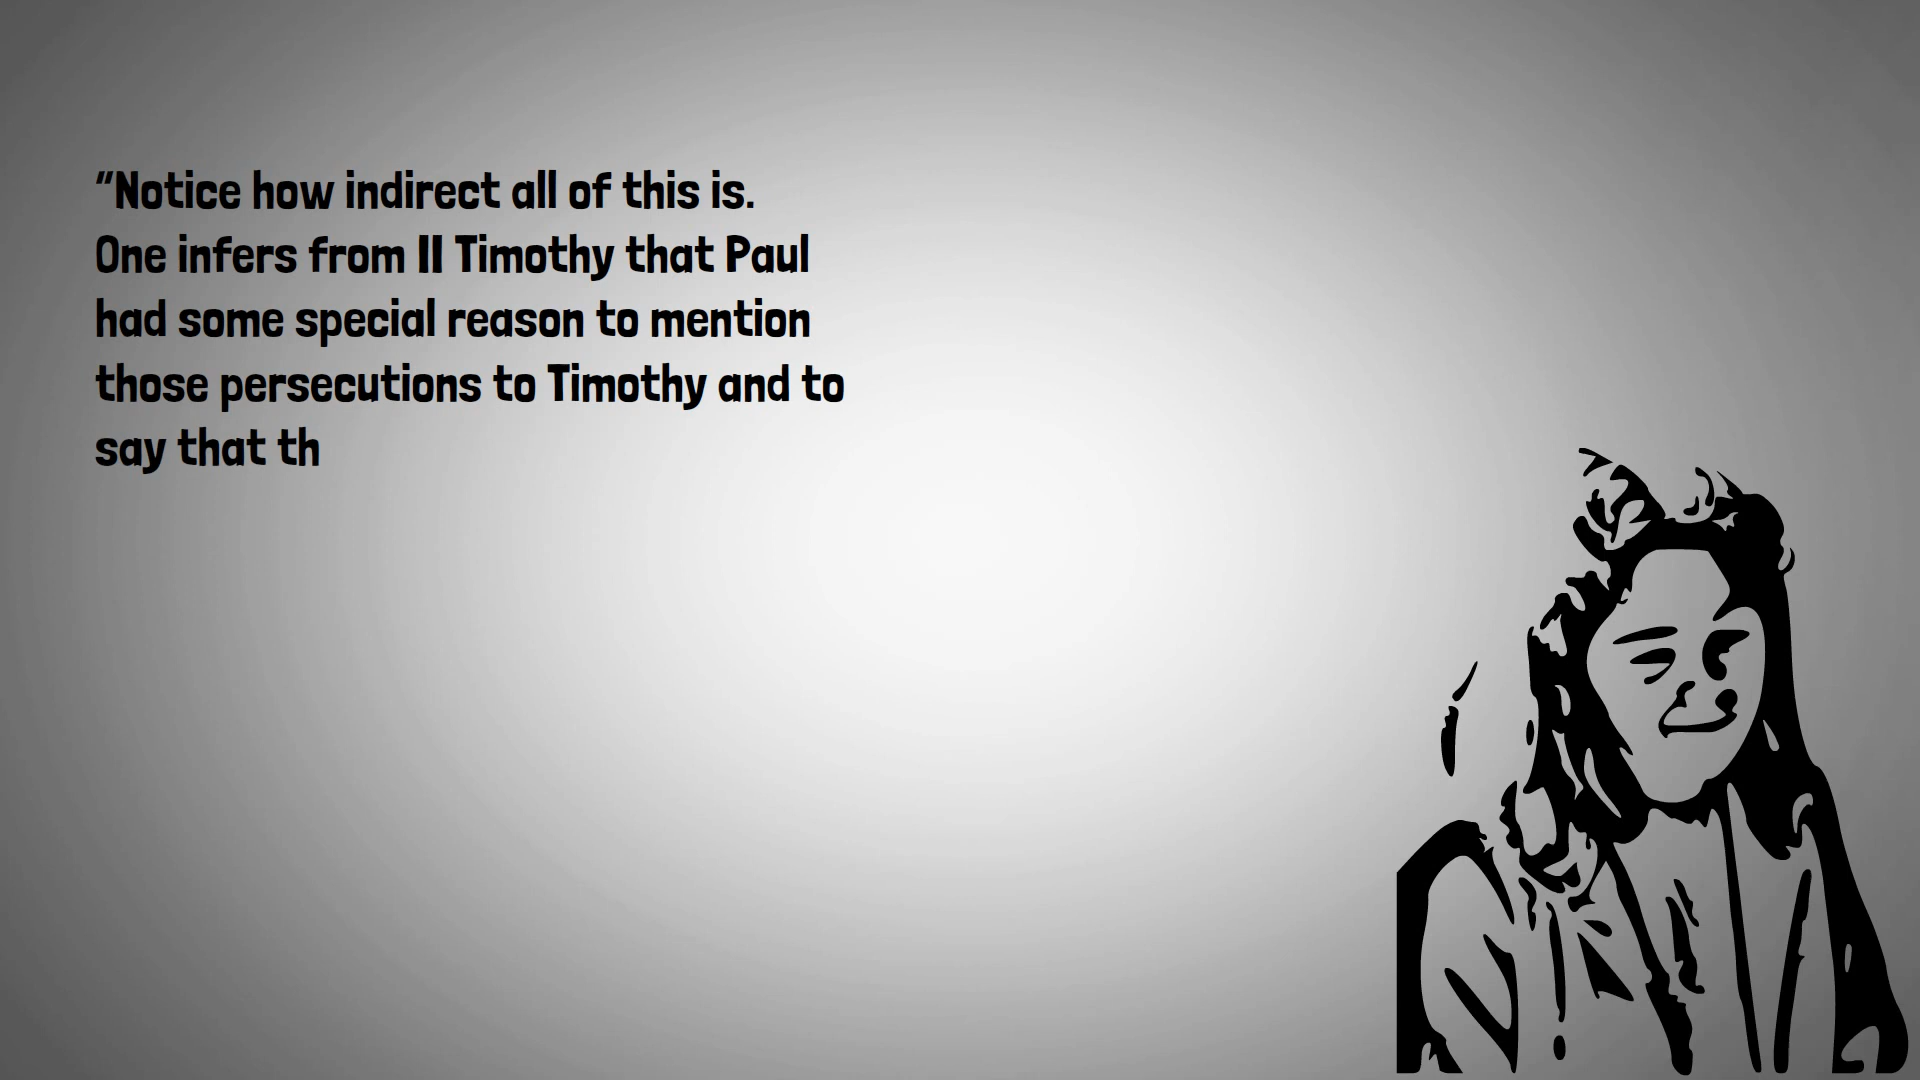 "Notice how indirect all of this is.
One infers from II Timothy that Paul
had some special reason to mention
those persecutions to Timothy and to
say that th